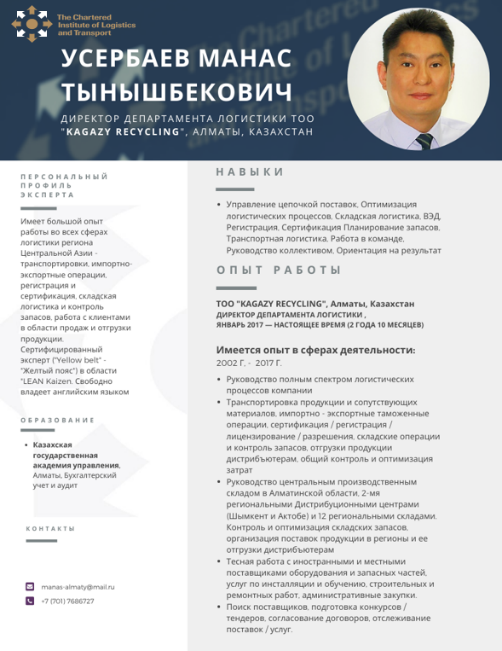 The Chartered
Institute of Logistics
and Transport
УСЕРБАЕВ МАНАС
ТЫНЫШБЕКОВИЧ
ДИРЕКТОР ДЕПАРТАМЕНТА ЛОГИСТИКИ ТОО
"KAGAZY RECYCLING", АЛМАТЫ, КАЗАХСТАН
ПЕРСОНАЛЬНЫЙ
ПРОФИЛЬ
ЭКСПЕРТА
Имеет большой опыт
работы во всех сферах
логистики региона
Центральной Азии -
транспортировки, импортно-
экспортные операции,
регистрация и
сертификация, складская
логистика и контроль
запасов, работа с клиентами
в области продаж и отгрузки
продукции.
Сертифицированный
эксперт ("Yellow belt" -
"Желтый пояс") в области
"LEAN Kaizen. Свободно
владеет английским языком
ОБРАЗОВАНИЕ
• Казахская
государственная
академия управления,
Алматы, Бухгалтерский
учет и аудит
КОНТАКТЫ
manas-almaty@mail.ru
+7 (701) 7686727
НАВЫКИ
• Управление цепочкой поставок, Оптимизация
логистических процессов, Складская логистика, ВЭД,
Регистрация, Сертификация Планирование запасов,
Транспортная логистика, Работа в команде,
Руководство коллективом, Ориентация на результат
ОПЫТ РАБОТЫ
ТОО "KAGAZY RECYCLING", Алматы, Казахстан
ДИРЕКТОР ДЕПАРТАМЕНТА ЛОГИСТИКИ ,
ЯНВАРЬ 2017 — НАСТОЯЩЕЕ ВРЕМЯ (2 ГОДА 10 МЕСЯЦЕВ)
Имеется опыт в сферах деятельности:
2002 Г. - 2017 Г.
• Руководство полным спектром логистических
процессов компании
• Транспортировка продукции и сопутствующих
материалов, импортно - экспортные таможенные
операции, сертификация / регистрация /
лицензирование / разрешения, складские операции
и контроль запасов, отгрузки продукции
дистрибьютерам, общий контроль и оптимизация
затрат
• Руководство центральным производственным
складом в Алматинской области, 2-мя
региональными Дистрибуционными центрами
(Шымкент и Актобе) и 12 региональными складами.
Контроль и оптимизация складских запасов,
организация поставок продукции в регионы и ее
отгрузки дистрибьютерам
• Тесная работа с иностранными и местными
поставщиками оборудования и запасных частей,
услуг по инсталляции и обучению, строительных и
ремонтных работ, административные закупки.
• Поиск поставщиков, подготовка конкурсов /
тендеров, согласование договоров, отслеживание
поставок / услуг.